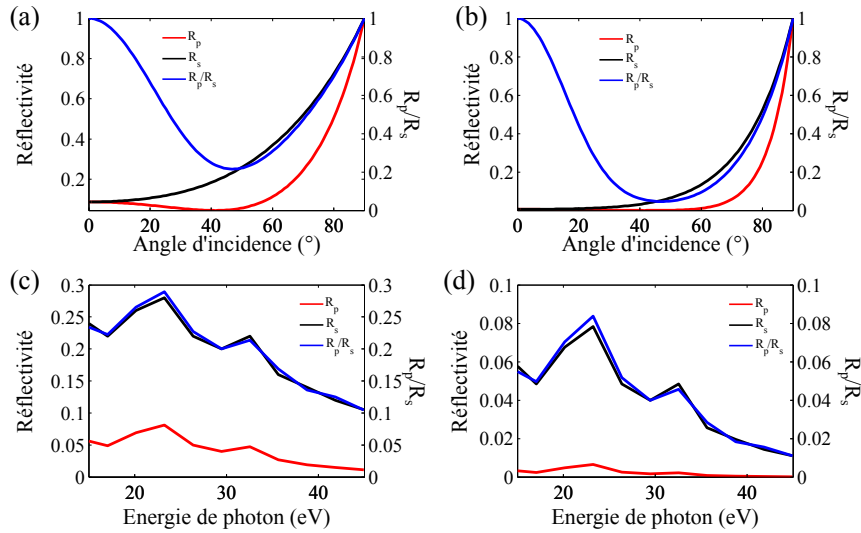 (a)
1
0.8
0.6
0.4
0.2
Réflectivité
R_p
R_s
R_p/R_s
1
0.8
0.6
0.4
0.2
0
R_p/R_s
0 20 40 60 80
Angle d'incidence (°)
(b)
1
0.8
0.6
0.4
0.2
Réflectivité
R_p
R_s
R_p/R_s
1
0.8
0.6
0.4
0.2
0
R_p/R_s
0 20 40 60 80
Angle d'incidence (°)
(c)
0.3
0.25
0.2
0.15
0.1
0.05
0
Réflectivité
R_p
R_s
R_p/R_s
0.3
0.25
0.2
0.15
0.1
0.05
0
R_p/R_s
20 30 40
Energie de photon (eV)
(d)
0.1
0.08
0.06
0.04
0.02
0
Réflectivité
R_p
R_s
R_p/R_s
0.1
0.08
0.06
0.04
0.02
0
R_p/R_s
20 30 40
Energie de photon (eV)